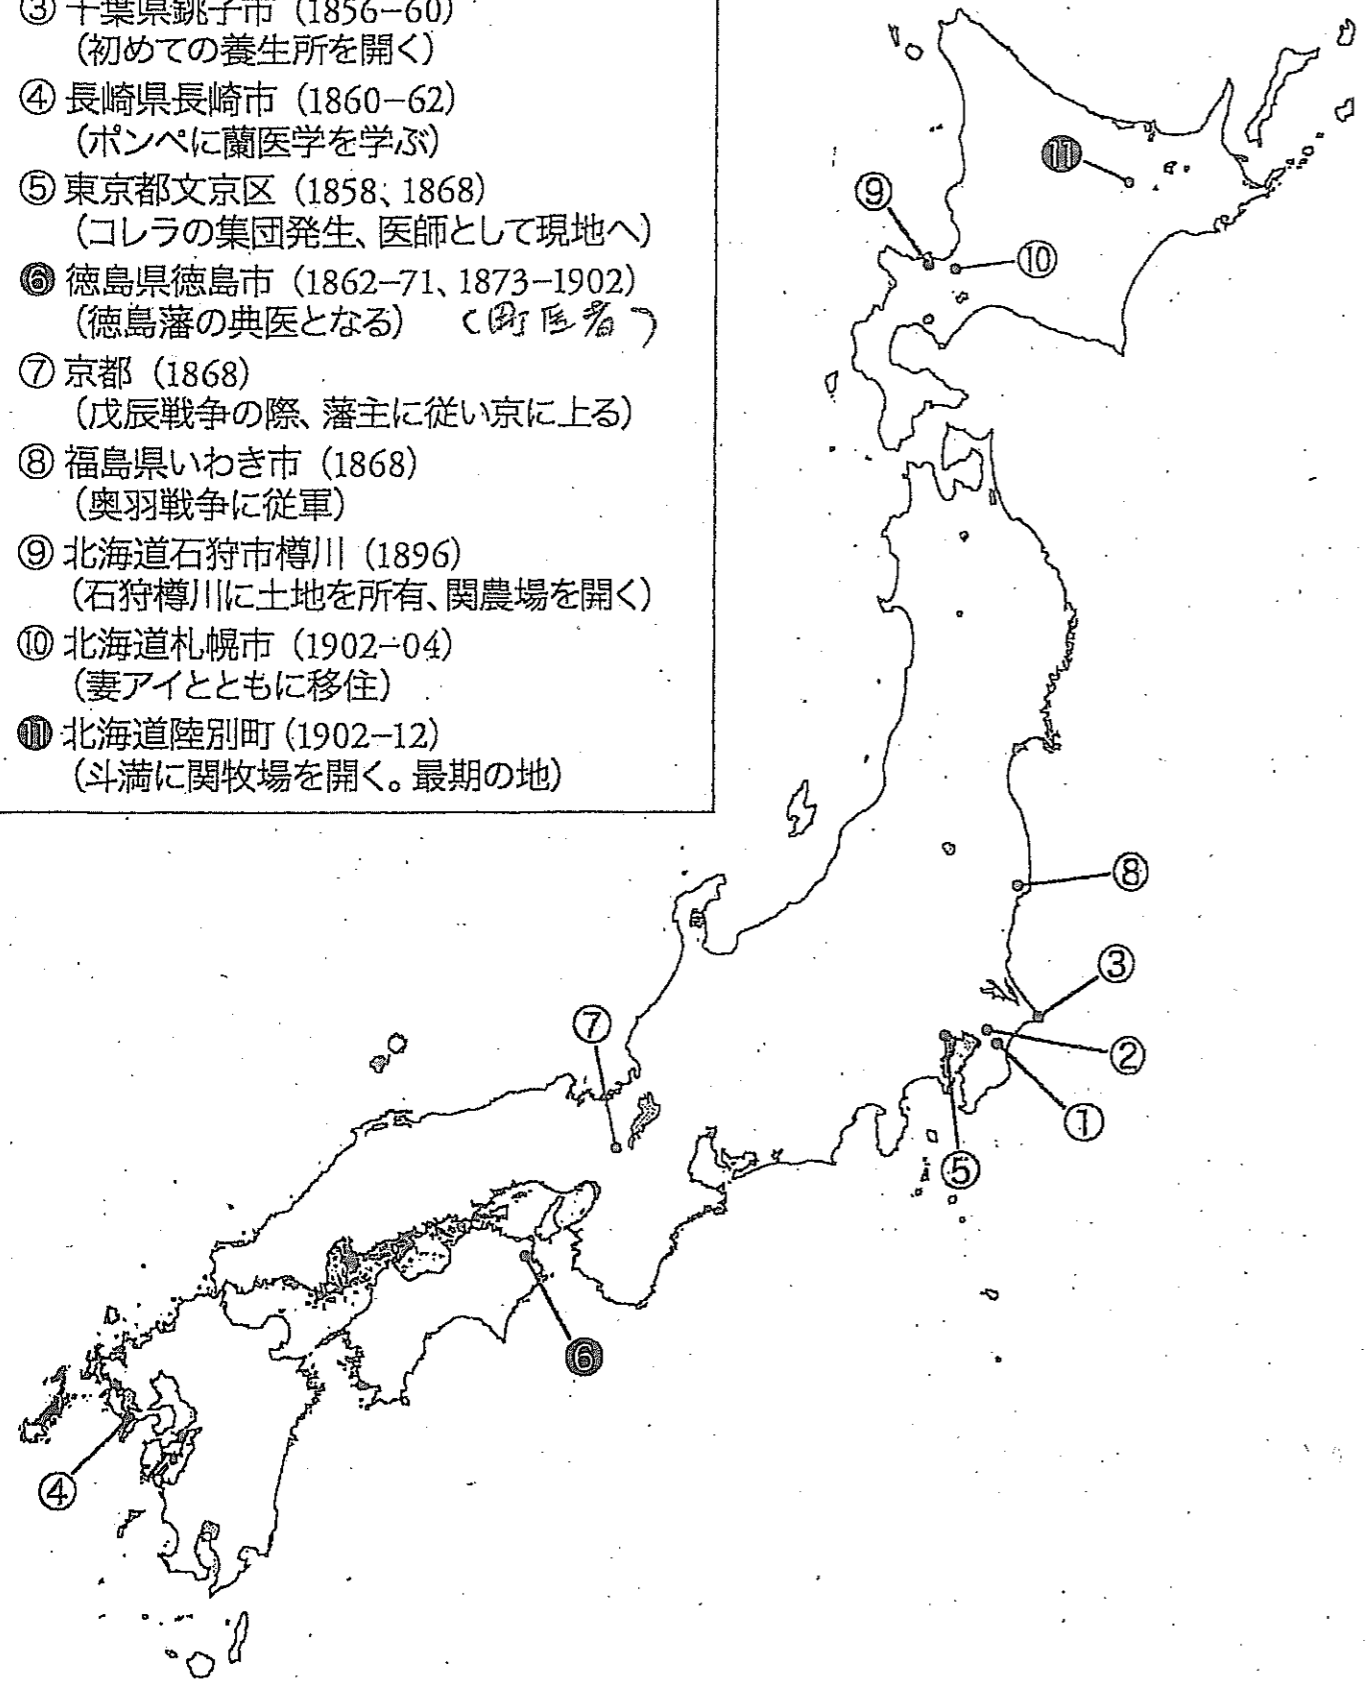 ③ 千葉県銚子市 (1856−60)
(初めての養生所を開く)
④ 長崎県長崎市 (1860−62)
(ポンペに蘭医学を学ぶ)
⑤ 東京都文京区 (1858、1868)
(コレラの集団発生、医師として現地へ)
❻ 徳島県徳島市 (1862−71、1873−1902)
(徳島藩の典医となる) (町医者)
⑦ 京都 (1868)
(戊辰戦争の際、藩主に従い京に上る)
⑧ 福島県いわき市 (1868)
(奥羽戦争に従軍)
⑨ 北海道石狩市樽川 (1896)
(石狩樽川に土地を所有、関農場を開く)
⑩ 北海道札幌市 (1902−04)
(妻アイとともに移住)
⓫ 北海道陸別町 (1902−12)
(斗満に関牧場を開く。最期の地)
⓫
⑨
⑩
⑧
③
⑦
②
①
⑤
❻
④